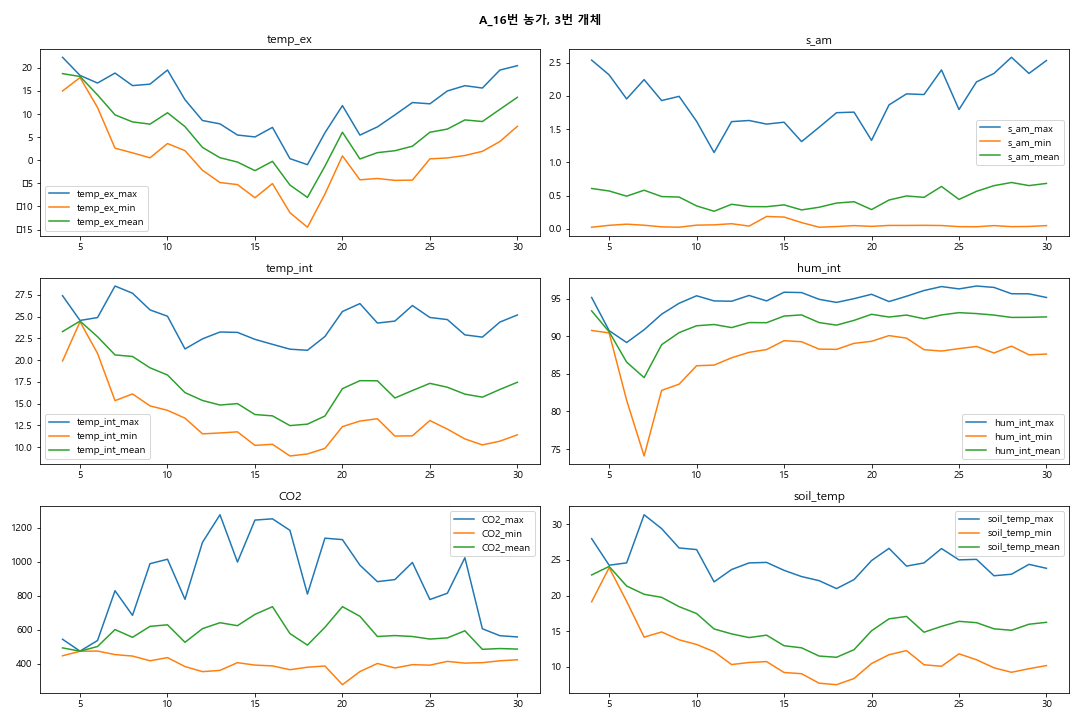 A_16번 농가, 3번 개체
temp_ex
20
15
10
5
0
▯5
▯10
▯15
5
10
15
20
25
30
temp_ex_max
temp_ex_min
temp_ex_mean
s_am
2.5
2.0
1.5
1.0
0.5
0.0
5
10
15
20
25
30
s_am_max
s_am_min
s_am_mean
temp_int
27.5
25.0
22.5
20.0
17.5
15.0
12.5
10.0
5
10
15
20
25
30
temp_int_max
temp_int_min
temp_int_mean
hum_int
95
90
85
80
75
5
10
15
20
25
30
hum_int_max
hum_int_min
hum_int_mean
CO2
1200
1000
800
600
400
5
10
15
20
25
30
CO2_max
CO2_min
CO2_mean
soil_temp
30
25
20
15
10
5
10
15
20
25
30
soil_temp_max
soil_temp_min
soil_temp_mean